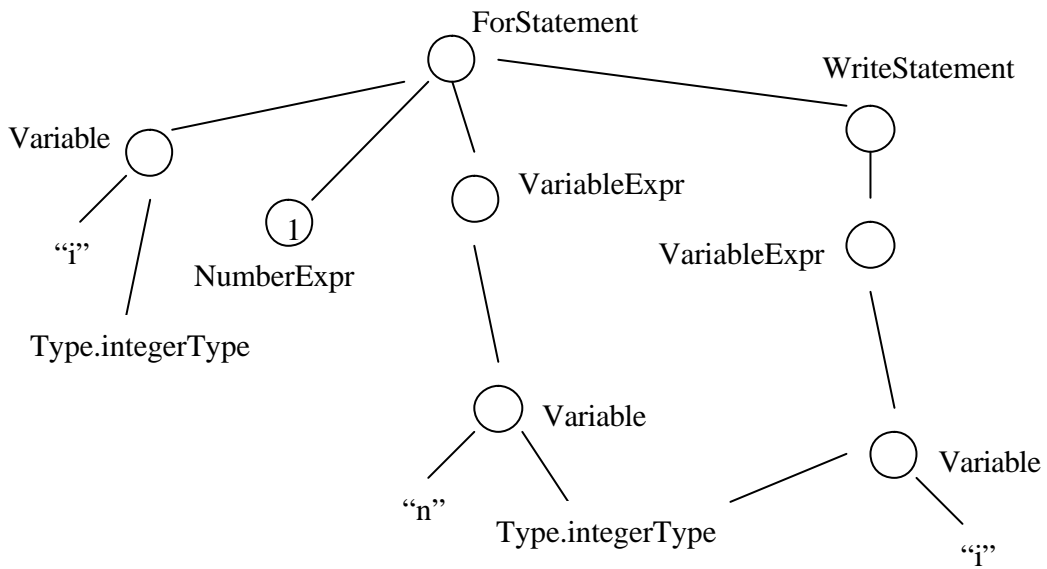 ForStatement
WriteStatement
Variable
VariableExpr
“i”
1
VariableExpr
NumberExpr
Type.integerType
Variable
Variable
“n”
Type.integerType
“i”